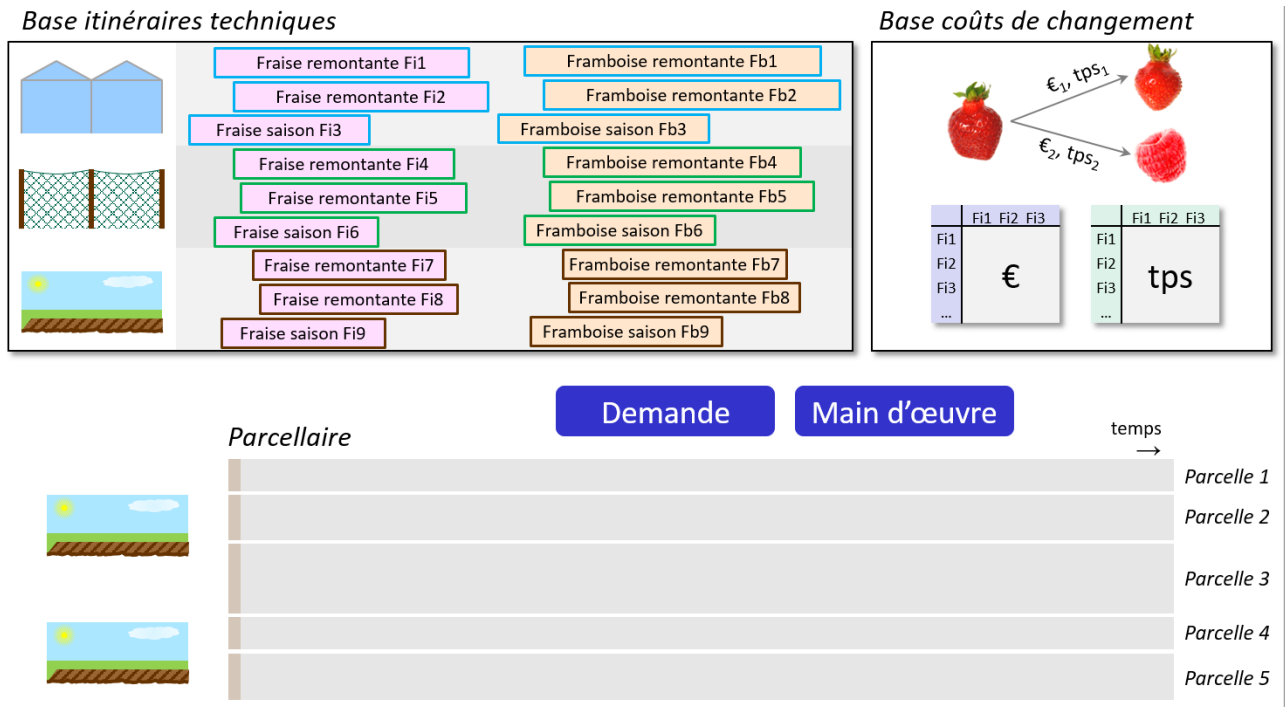 Base itinéraires techniques
Base coûts de changement
Fraise remontante Fi1
Framboise remontante Fb1
Fraise remontante Fi2
Framboise remontante Fb2
Fraise saison Fi3
Framboise saison Fb3
Fraise remontante Fi4
Framboise remontante Fb4
Fraise remontante Fi5
Framboise remontante Fb5
Fraise saison Fi6
Framboise saison Fb6
Fraise remontante Fi7
Framboise remontante Fb7
Fraise remontante Fi8
Framboise remontante Fb8
Fraise saison Fi9
Framboise saison Fb9
€₁, tps₁
€₂, tps₂
Fi1 Fi2 Fi3
Fi1
Fi2
Fi3
...
€
Fi1 Fi2 Fi3
Fi1
Fi2
Fi3
...
tps
Demande
Main d'œuvre
Parcellaire
temps
→
Parcelle 1
Parcelle 2
Parcelle 3
Parcelle 4
Parcelle 5